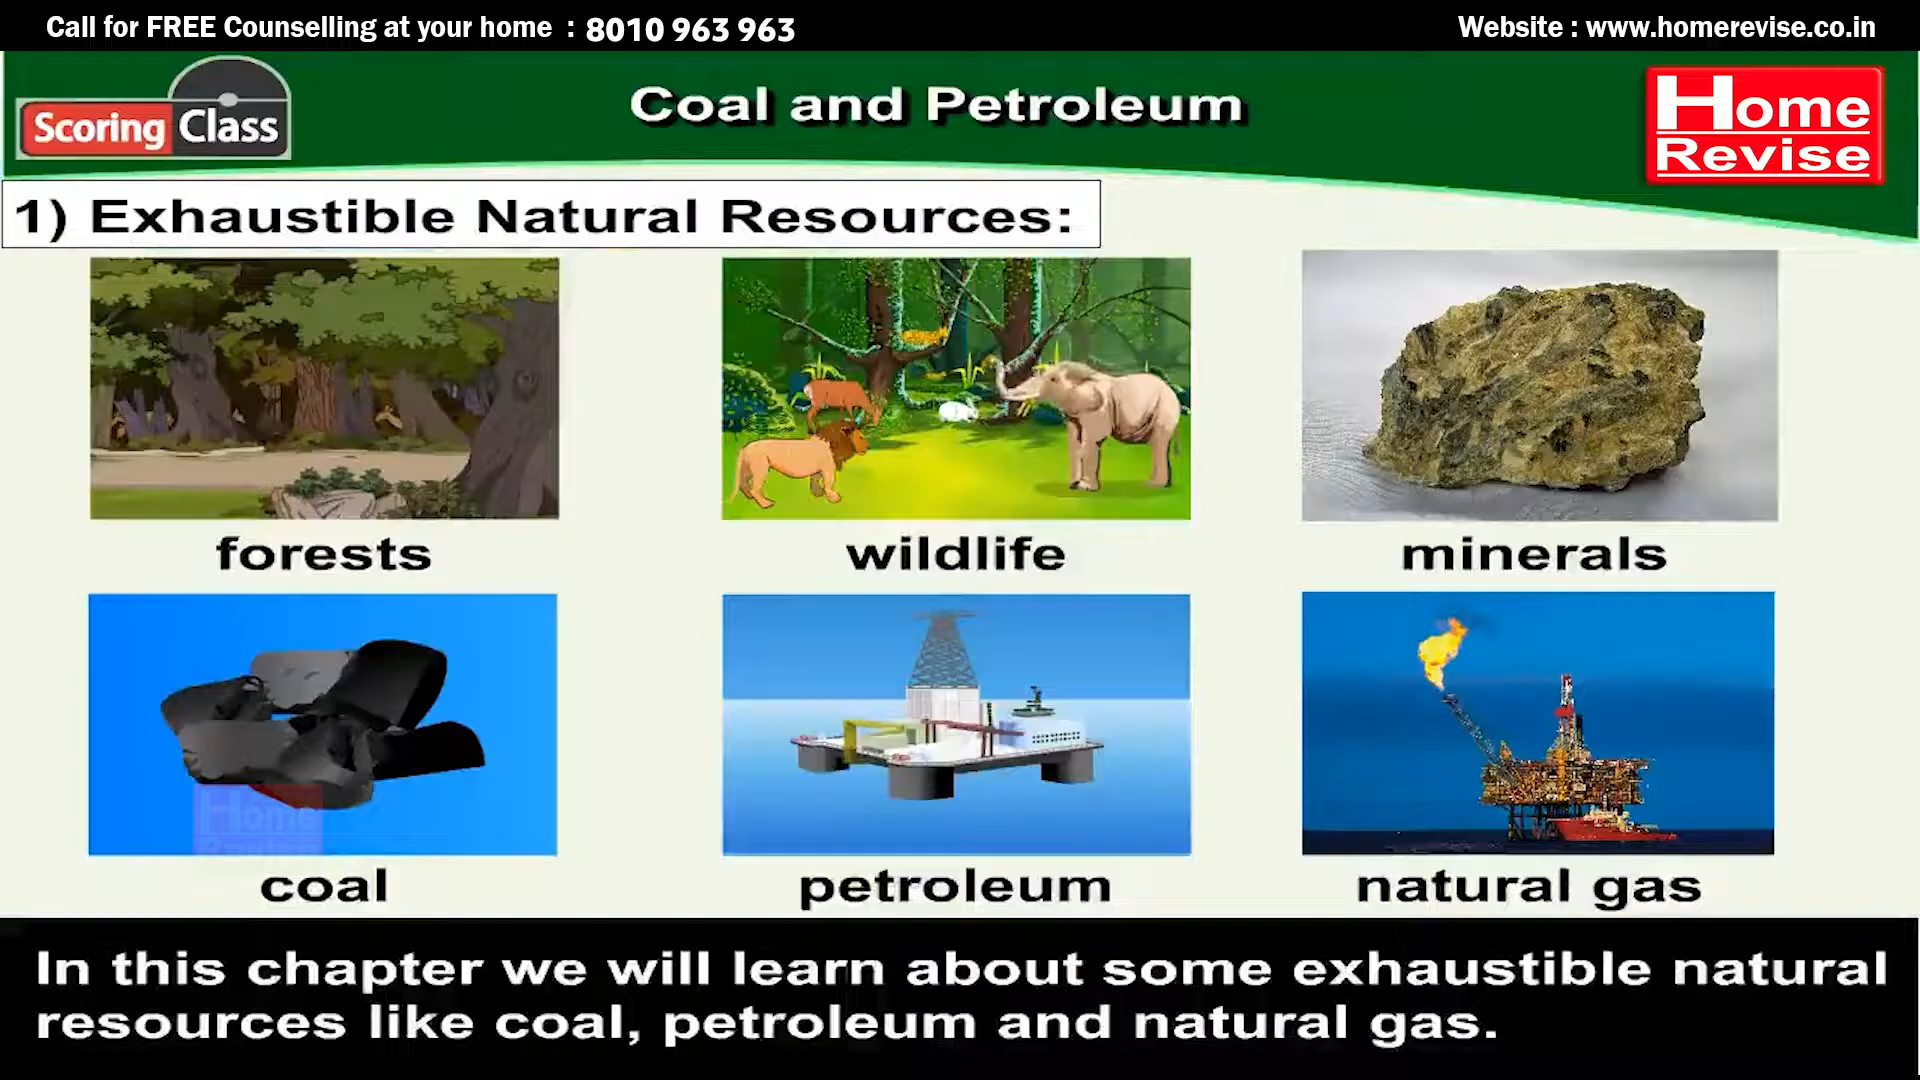 Call for FREE Counselling at your home : 8010 963 963
Website : www.homerevise.co.in
Scoring Class
Coal and Petroleum
Home
Revise
1) Exhaustible Natural Resources:
forests
wildlife
minerals
Home
coal
petroleum
natural gas
In this chapter we will learn about some exhaustible natural
resources like coal, petroleum and natural gas.